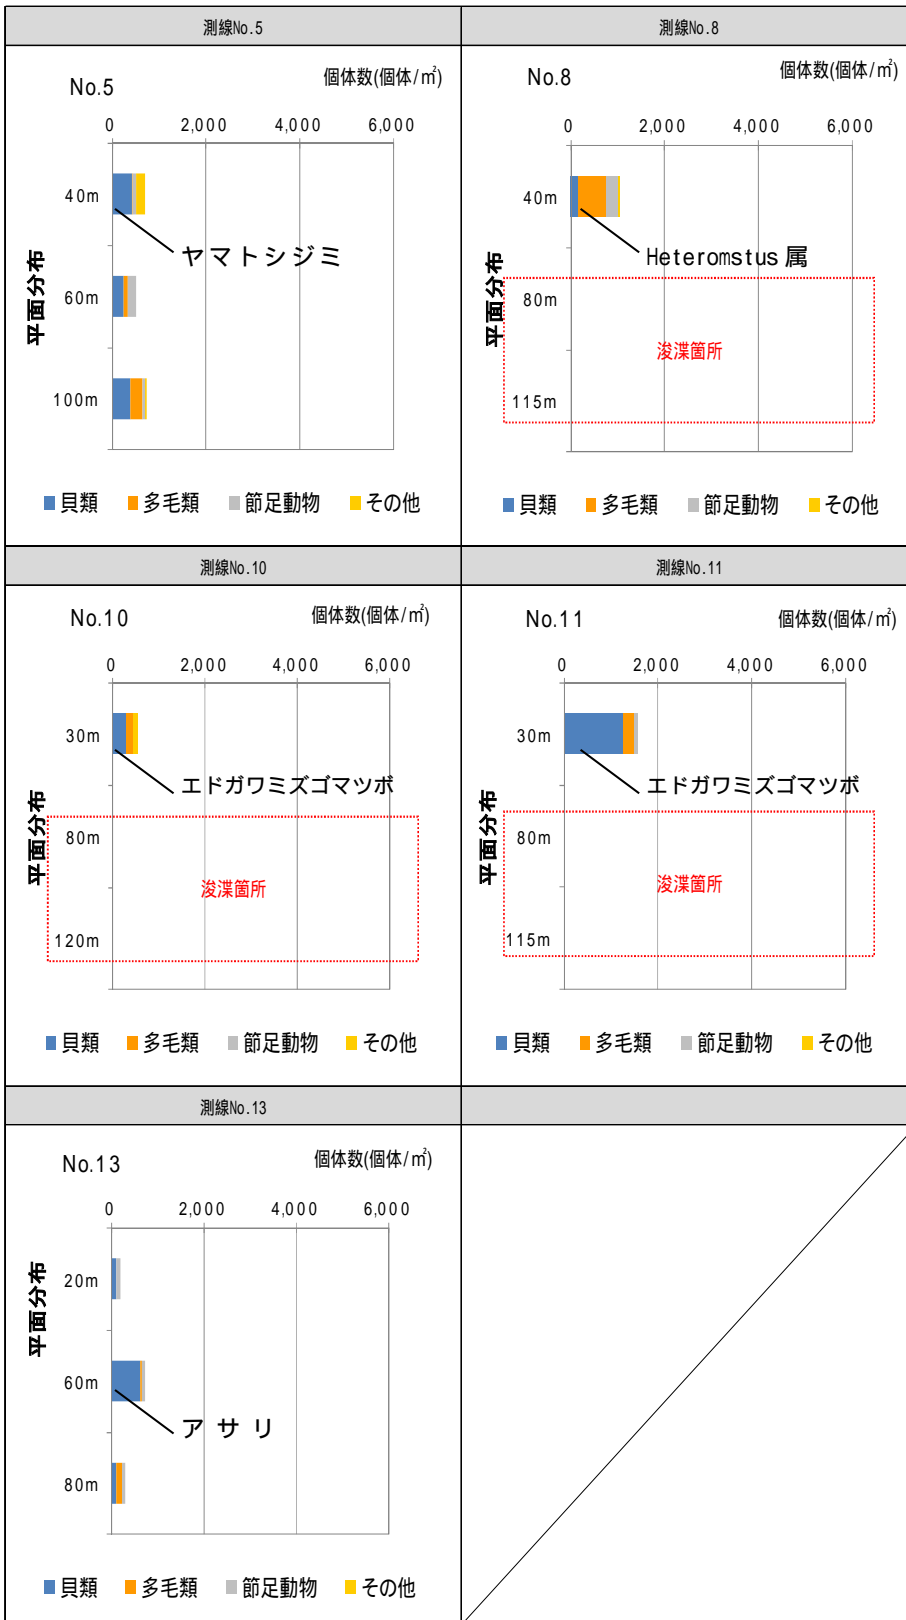 測線No.5
測線No.8
No.5
個体数(個体/㎡)
0 2,000 4,000 6,000
平面分布
40m
ヤマトシジミ
60m
100m
貝類 多毛類 節足動物 その他
No.8
個体数(個体/㎡)
0 2,000 4,000 6,000
平面分布
40m
Heteromstus 属
80m
浚渫箇所
115m
貝類 多毛類 節足動物 その他
測線No.10
測線No.11
No.10
個体数(個体/㎡)
0 2,000 4,000 6,000
平面分布
30m
エドガワミズゴマツボ
80m
浚渫箇所
120m
貝類 多毛類 節足動物 その他
No.11
個体数(個体/㎡)
0 2,000 4,000 6,000
平面分布
30m
エドガワミズゴマツボ
80m
浚渫箇所
115m
貝類 多毛類 節足動物 その他
測線No.13
No.13
個体数(個体/㎡)
0 2,000 4,000 6,000
平面分布
20m
60m
アサリ
80m
貝類 多毛類 節足動物 その他